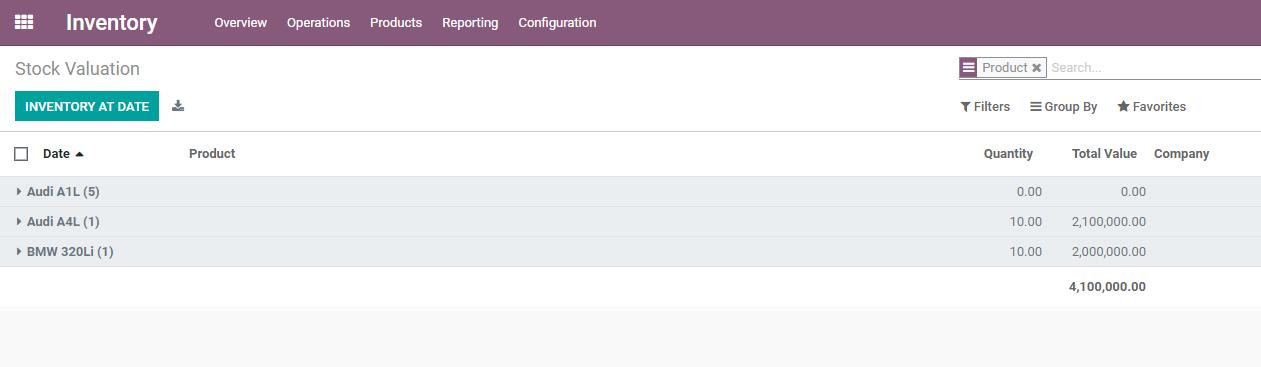 Inventory Overview Operations Products Reporting Configuration
Stock Valuation Product Search...
INVENTORY AT DATE Filters Group By Favorites
Date Product Quantity Total Value Company
Audi A1L (5) 0.00 0.00
Audi A4L (1) 10.00 2,100,000.00
BMW 320Li (1) 10.00 2,000,000.00
4,100,000.00